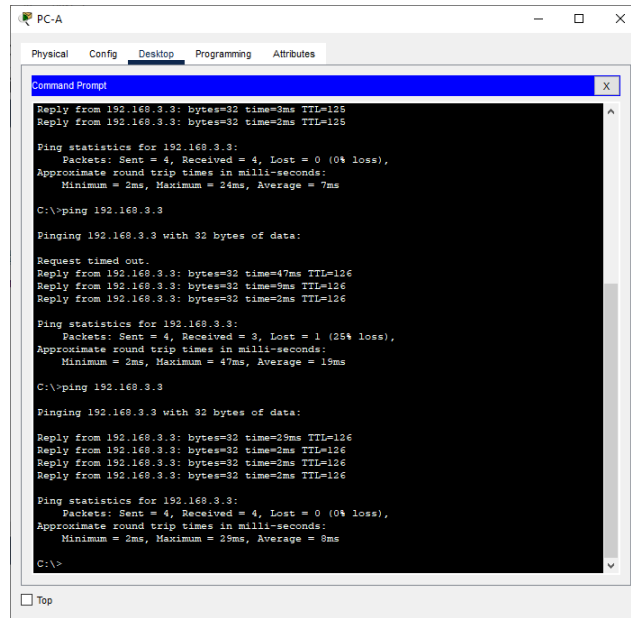 PC-A
Physical Config Desktop Programming Attributes
Command Prompt
X
Reply from 192.168.3.3: bytes=32 time=3ms TTL=125
Reply from 192.168.3.3: bytes=32 time=2ms TTL=125
Ping statistics for 192.168.3.3:
Packets: Sent = 4, Received = 4, Lost = 0 (0% loss),
Approximate round trip times in milli-seconds:
Minimum = 2ms, Maximum = 24ms, Average = 7ms
C:\>ping 192.168.3.3
Pinging 192.168.3.3 with 32 bytes of data:
Request timed out.
Reply from 192.168.3.3: bytes=32 time=47ms TTL=126
Reply from 192.168.3.3: bytes=32 time=9ms TTL=126
Reply from 192.168.3.3: bytes=32 time=2ms TTL=126
Ping statistics for 192.168.3.3:
Packets: Sent = 4, Received = 3, Lost = 1 (25% loss),
Approximate round trip times in milli-seconds:
Minimum = 2ms, Maximum = 47ms, Average = 19ms
C:\>ping 192.168.3.3
Pinging 192.168.3.3 with 32 bytes of data:
Reply from 192.168.3.3: bytes=32 time=29ms TTL=126
Reply from 192.168.3.3: bytes=32 time=2ms TTL=126
Reply from 192.168.3.3: bytes=32 time=2ms TTL=126
Reply from 192.168.3.3: bytes=32 time=2ms TTL=126
Ping statistics for 192.168.3.3:
Packets: Sent = 4, Received = 4, Lost = 0 (0% loss),
Approximate round trip times in milli-seconds:
Minimum = 2ms, Maximum = 29ms, Average = 8ms
C:\>
Top